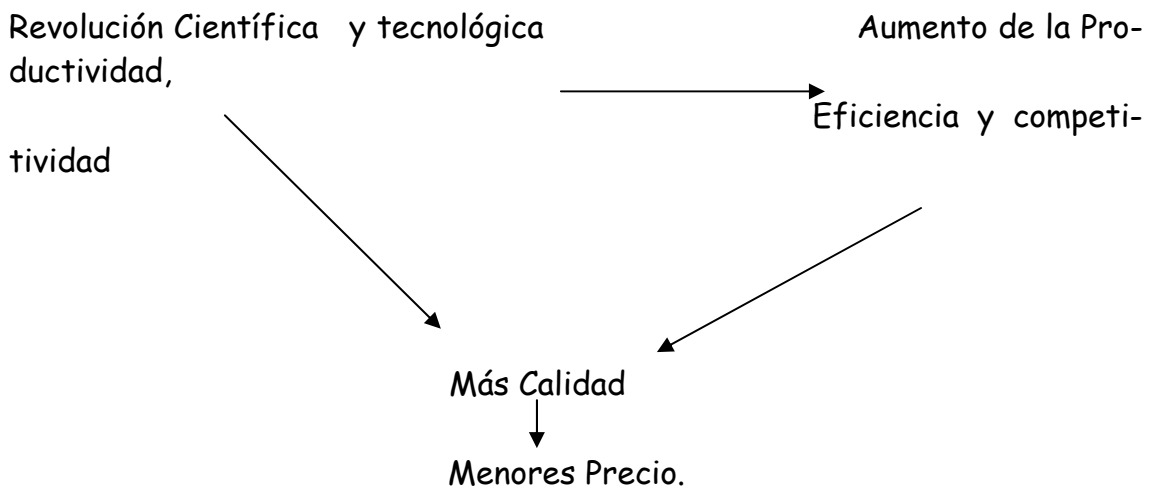 Revolución Científica y tecnológica Aumento de la Pro-
ductividad,
Eficiencia y competi-
tividad
Más Calidad
Menores Precio.